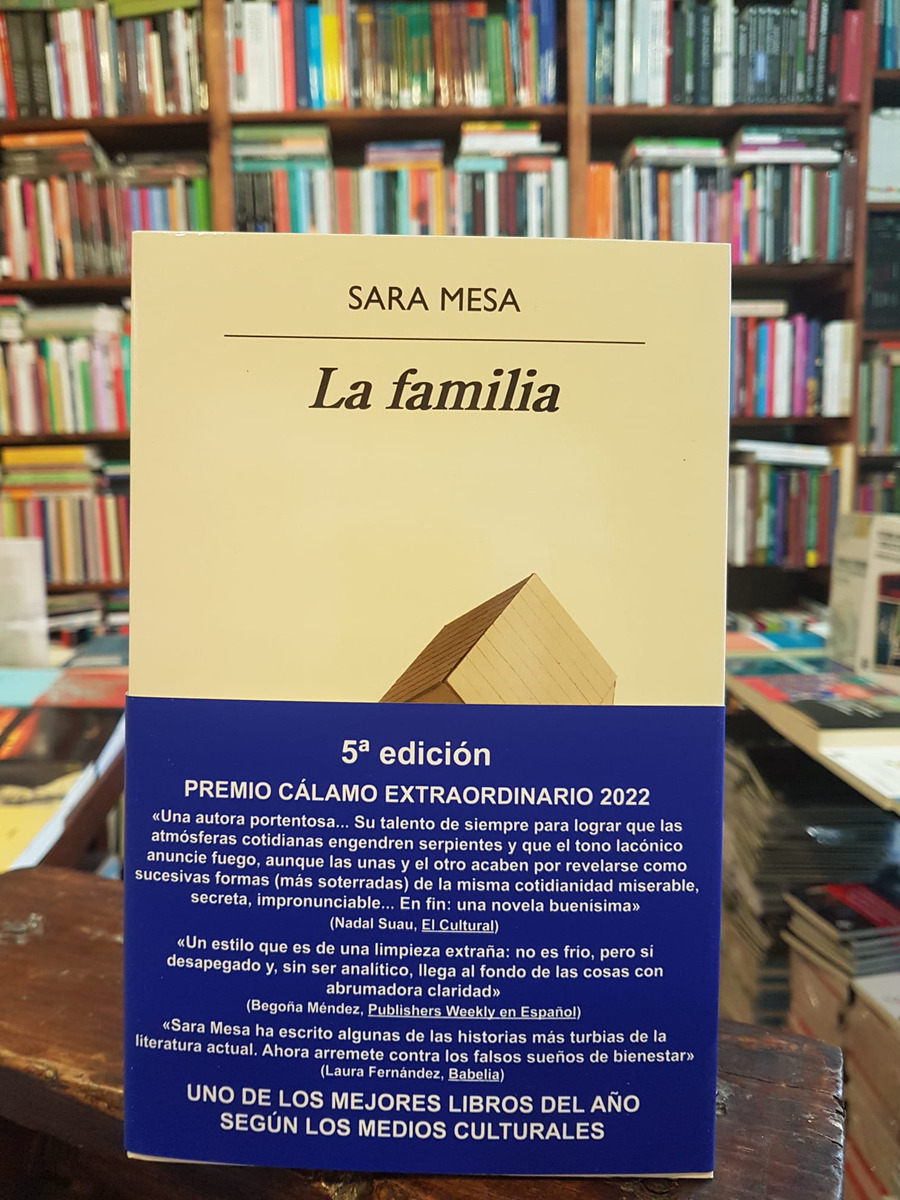 SARA MESA
La familia
5ª edición
PREMIO CÁLAMO EXTRAORDINARIO 2022
«Una autora portentosa... Su talento de siempre para lograr que las
atmósferas cotidianas engendren serpientes y que el tono lacónico
anuncie fuego, aunque las unas y el otro acaben por revelarse como
sucesivas formas (más soterradas) de la misma cotidianidad miserable,
secreta, impronunciable... En fin: una novela buenísima»
(Nadal Suau, El Cultural)
«Un estilo que es de una limpieza extraña: no es frío, pero sí
desapegado y, sin ser analítico, llega al fondo de las cosas con
abrumadora claridad»
(Begoña Méndez, Publishers Weekly en Español)
«Sara Mesa ha escrito algunas de las historias más turbias de la
literatura actual. Ahora arremete contra los falsos sueños de bienestar»
(Laura Fernández, Babelia)
UNO DE LOS MEJORES LIBROS DEL AÑO
SEGÚN LOS MEDIOS CULTURALES